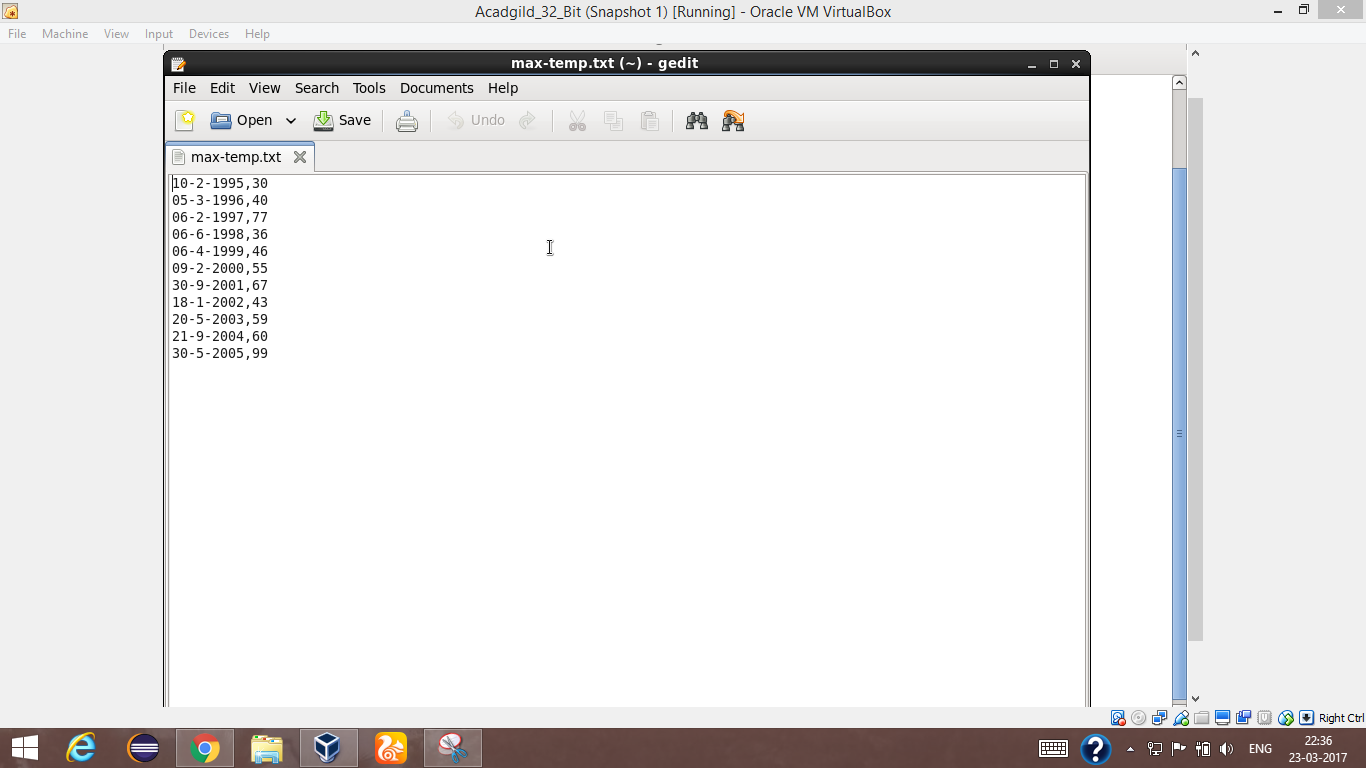 Acadgild_32_Bit (Snapshot 1) [Running] - Oracle VM VirtualBox
File Machine View Input Devices Help
max-temp.txt (~) - gedit
File Edit View Search Tools Documents Help
Open Save Undo
max-temp.txt
10-2-1995,30
05-3-1996,40
06-2-1997,77
06-6-1998,36
06-4-1999,46
09-2-2000,55
30-9-2001,67
18-1-2002,43
20-5-2003,59
21-9-2004,60
30-5-2005,99
Right Ctrl
ENG
22:36
23-03-2017